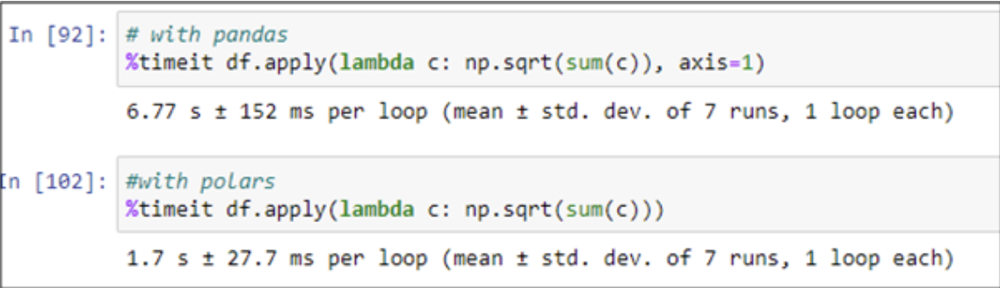 In [92]: # with pandas
%timeit df.apply(lambda c: np.sqrt(sum(c)), axis=1)
6.77 s ± 152 ms per loop (mean ± std. dev. of 7 runs, 1 loop each)
In [102]: #with polars
%timeit df.apply(lambda c: np.sqrt(sum(c)))
1.7 s ± 27.7 ms per loop (mean ± std. dev. of 7 runs, 1 loop each)